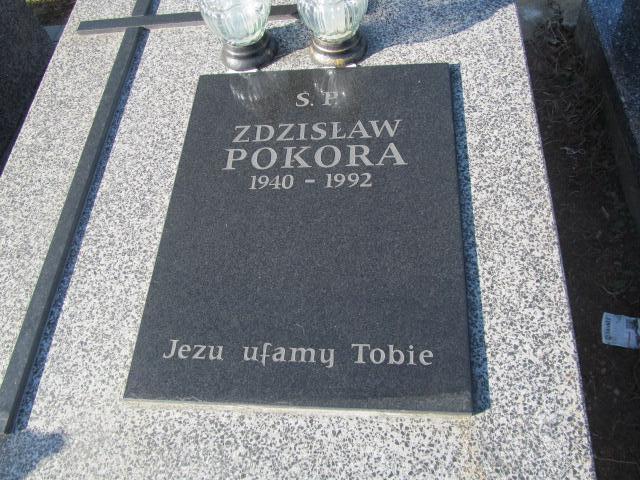 S. P.
ZDZISŁAW
POKORA
1940 - 1992
Jezu ufamy Tobie